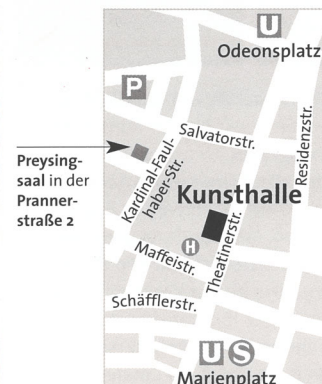 U
Odeonsplatz
P
Salvatorstr.
Residenzstr.
Preysing-
saal in der
Pranner-
straße 2
Kardinal-Faul-
haber-Str.
Kunsthalle
Theatinerstr.
H
Maffeistr.
Schäfflerstr.
U S
Marienplatz